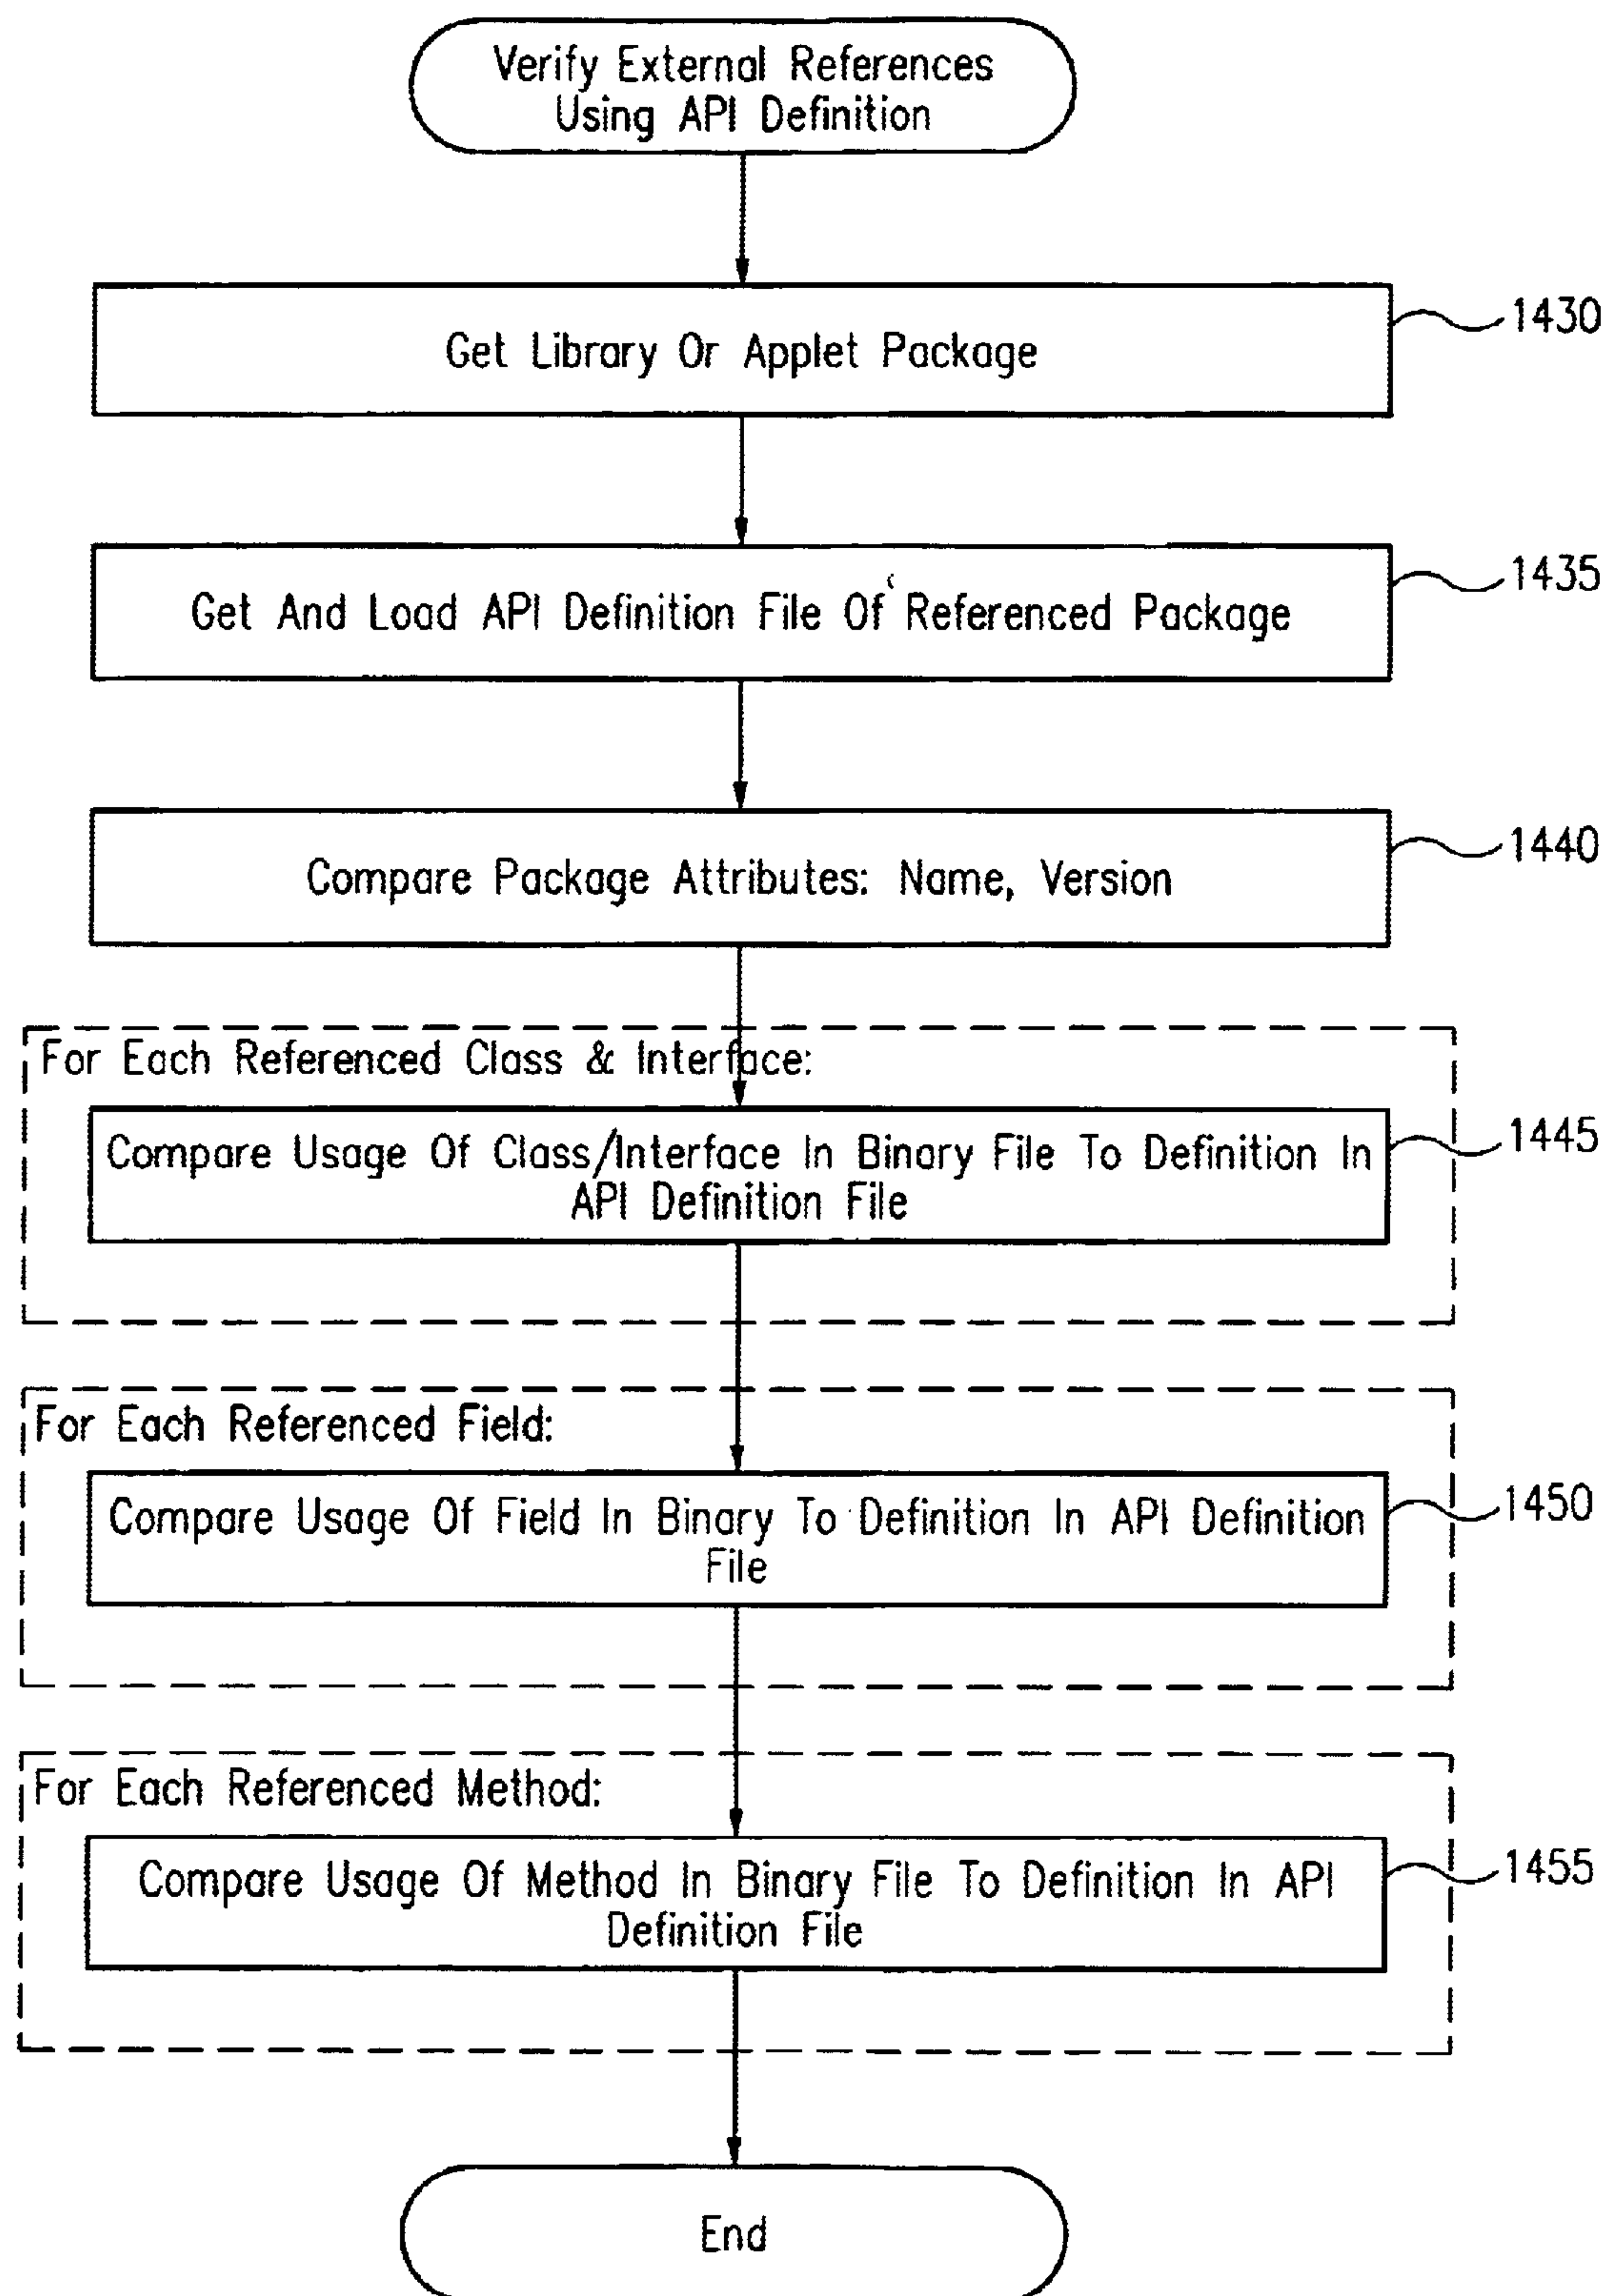 Verify External References
Using API Definition
Get Library Or Applet Package
1430
Get And Load API Definition File Of Referenced Package
1435
Compare Package Attributes: Name, Version
1440
For Each Referenced Class & Interface:
Compare Usage Of Class/Interface In Binary File To Definition In
API Definition File
1445
For Each Referenced Field:
Compare Usage Of Field In Binary To Definition In API Definition
File
1450
For Each Referenced Method:
Compare Usage Of Method In Binary File To Definition In API
Definition File
1455
End